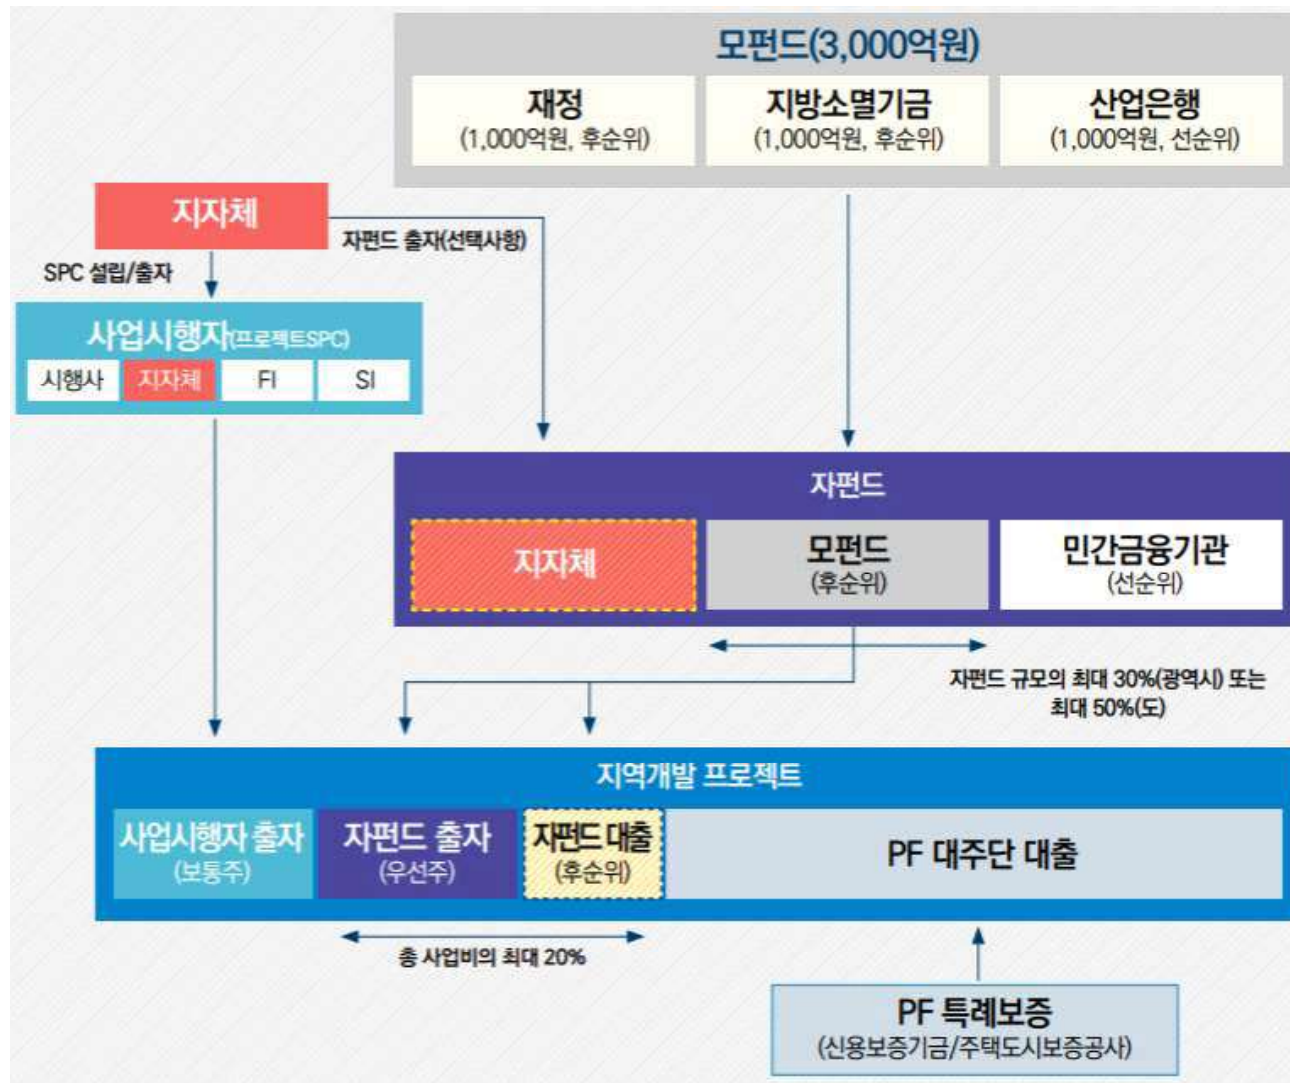 모펀드(3,000억원)
재정
(1,000억원, 후순위)
지방소멸기금
(1,000억원, 후순위)
산업은행
(1,000억원, 선순위)
지자체
자펀드 출자(선택사항)
SPC 설립/출자
사업시행자(프로젝트SPC)
시행사
지자체
FI
SI
자펀드
지자체
모펀드
(후순위)
민간금융기관
(선순위)
자펀드 규모의 최대 30%(광역시) 또는
최대 50%(도)
지역개발 프로젝트
사업시행자 출자
(보통주)
자펀드 출자
(우선주)
자펀드 대출
(후순위)
PF 대주단 대출
총 사업비의 최대 20%
PF 특례보증
(신용보증기금/주택도시보증공사)